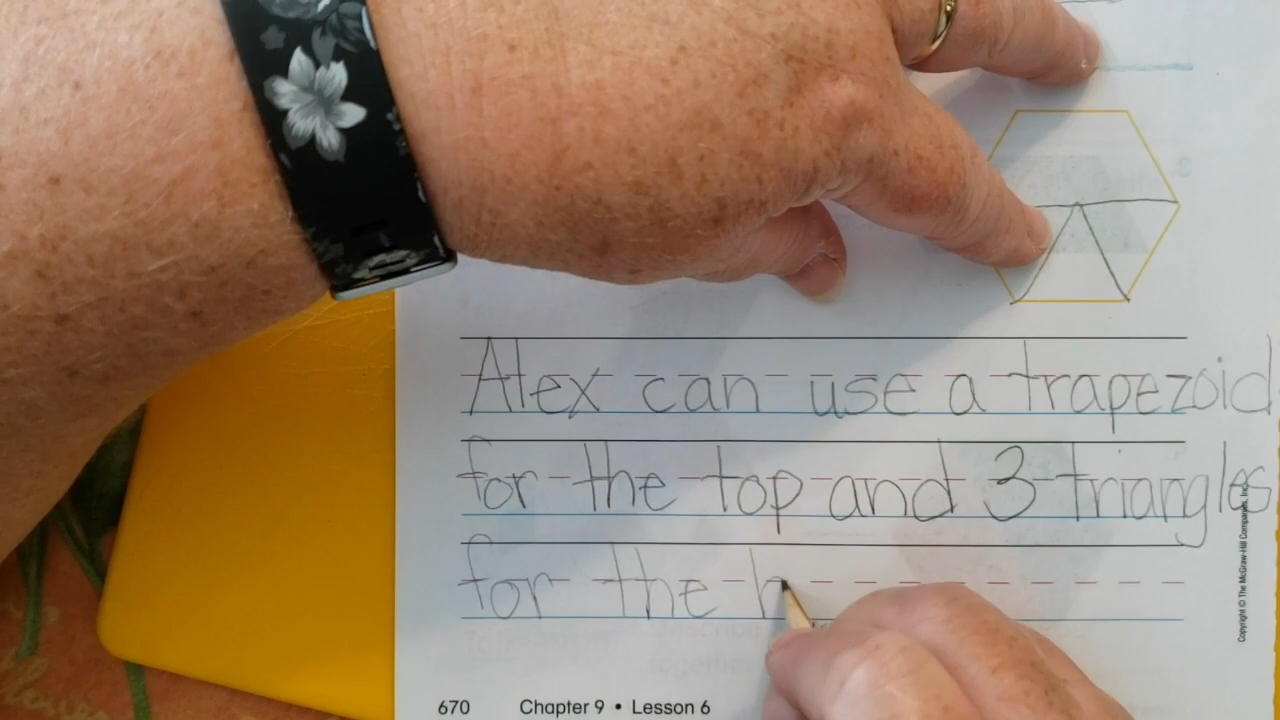 Alex can use a trapezoid
for the top and 3 triangles
for the
670 Chapter 9 • Lesson 6
Copyright © The McGraw-Hill Companies, Inc.